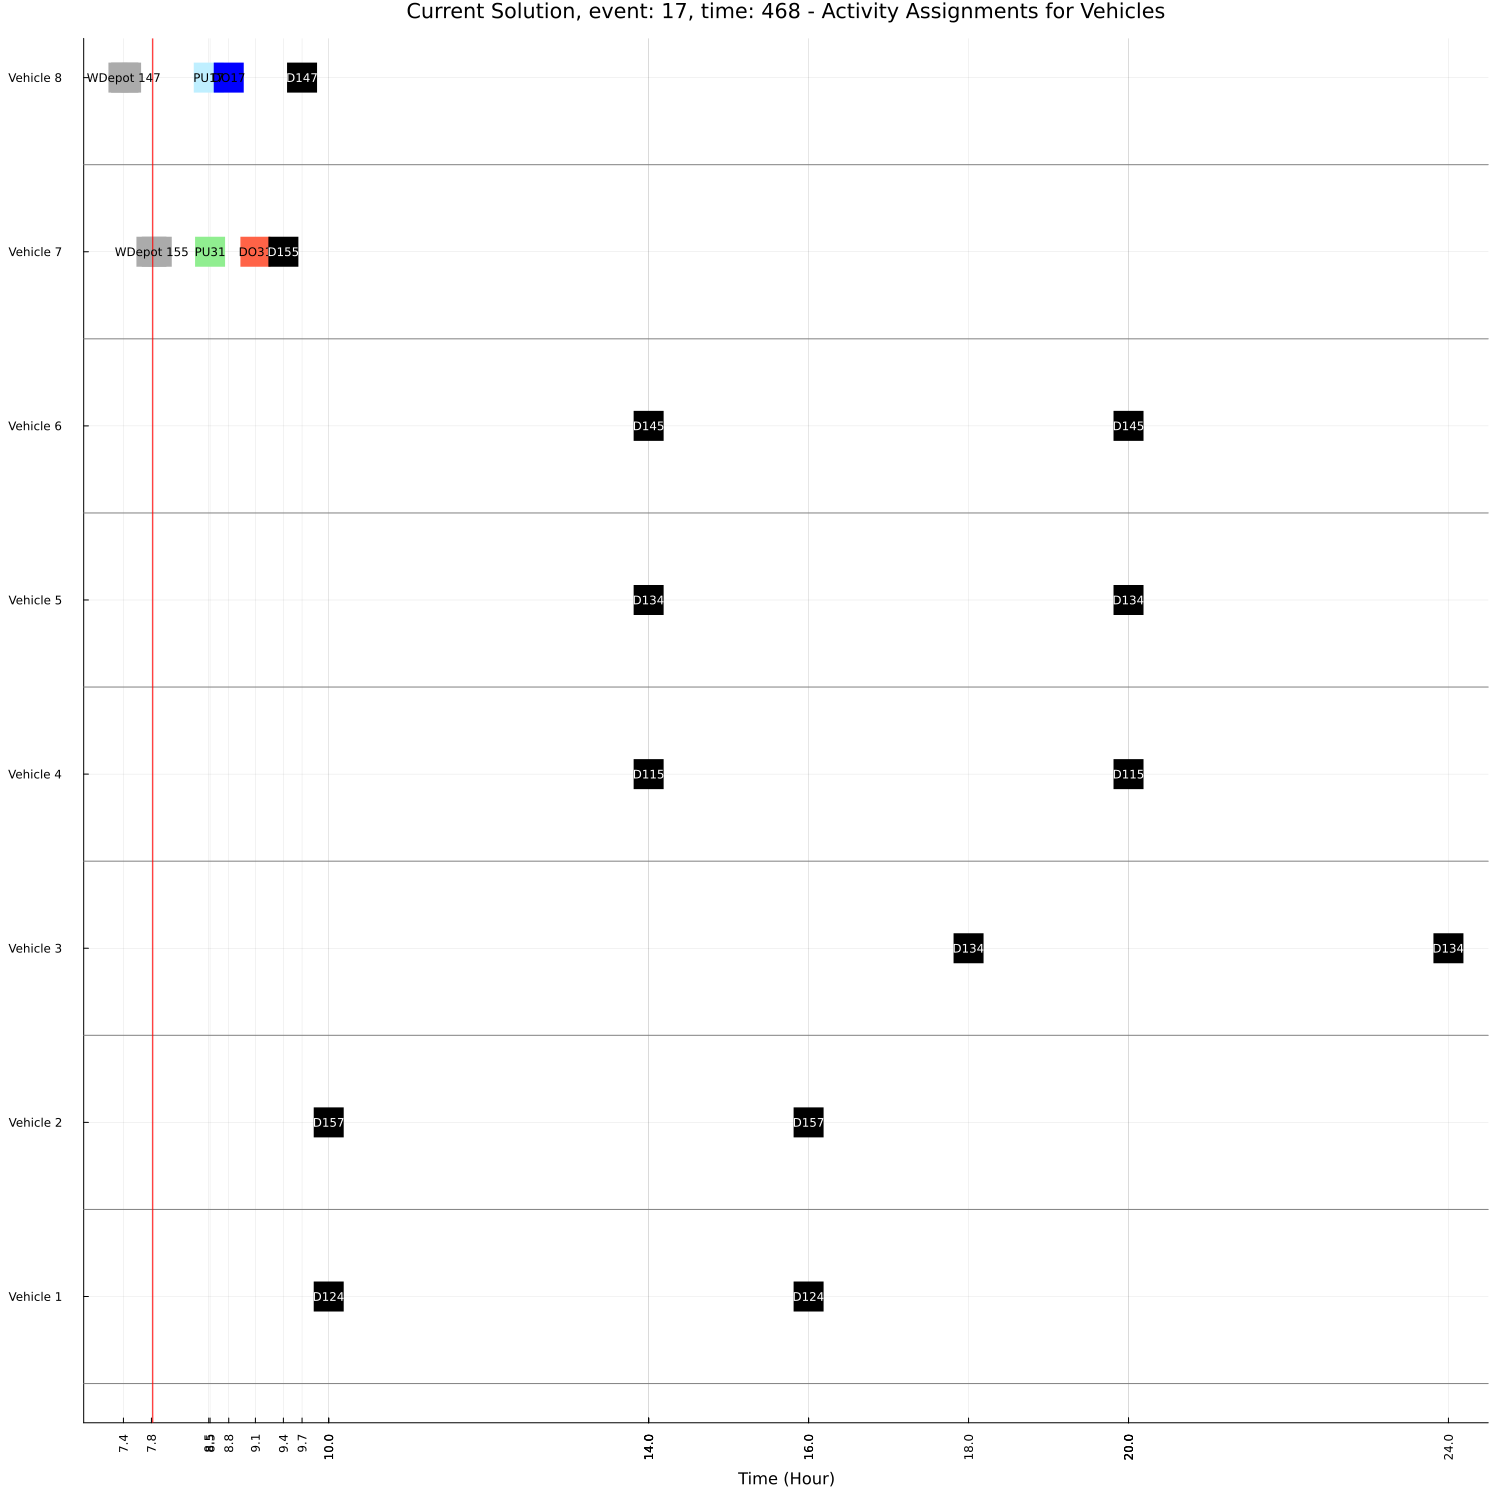 Current Solution, event: 17, time: 468 - Activity Assignments for Vehicles
Vehicle 8
WDepot 147
D147
Vehicle 7
WDepot 155
PU31
DO31
D155
Vehicle 6
D145
D145
Vehicle 5
D134
D134
Vehicle 4
D115
D115
Vehicle 3
D134
D134
Vehicle 2
D157
D157
Vehicle 1
D124
D124
7.4
7.8
8.5
8.8
9.1
9.4
9.7
10.0
14.0
16.0
18.0
20.0
24.0
Time (Hour)